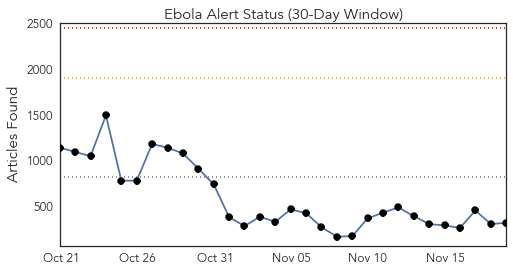 Ebola Alert Status (30-Day Window)
Articles Found
2500
2000
1500
1000
500
Oct 21 Oct 26 Oct 31 Nov 05 Nov 10 Nov 15